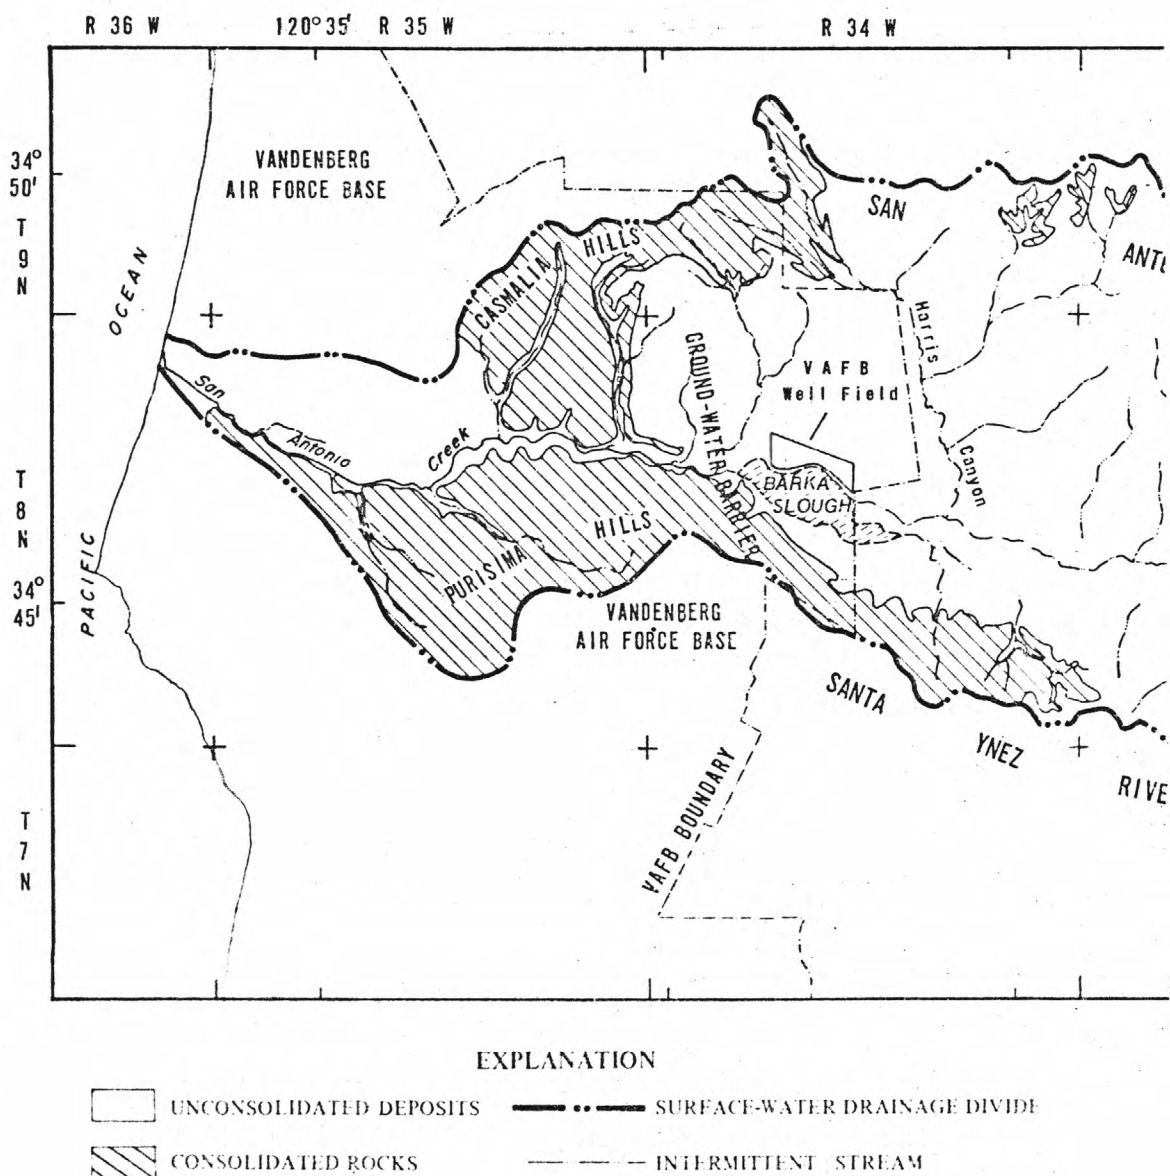 R 36 W
120°35'
R 35 W
R 34 W
34°
50'
T
9
N
VANDENBERG
AIR FORCE BASE
SAN
CASMALIA
HILLS
OCEAN
Harris
GROUND-WATER BARRIER
VAFB
Well Field
San
Antonio
Creek
Canyon
T
8
N
BARKA
SLOUGH
HILLS
PURISIMA
PACIFIC
34°
45'
VANDENBERG
AIR FORCE BASE
SANTA
YNEZ
VAFB BOUNDARY
T
7
N
EXPLANATION
UNCONSOLIDATED DEPOSITS
SURFACE-WATER DRAINAGE DIVIDE
CONSOLIDATED ROCKS
INTERMITTENT STREAM